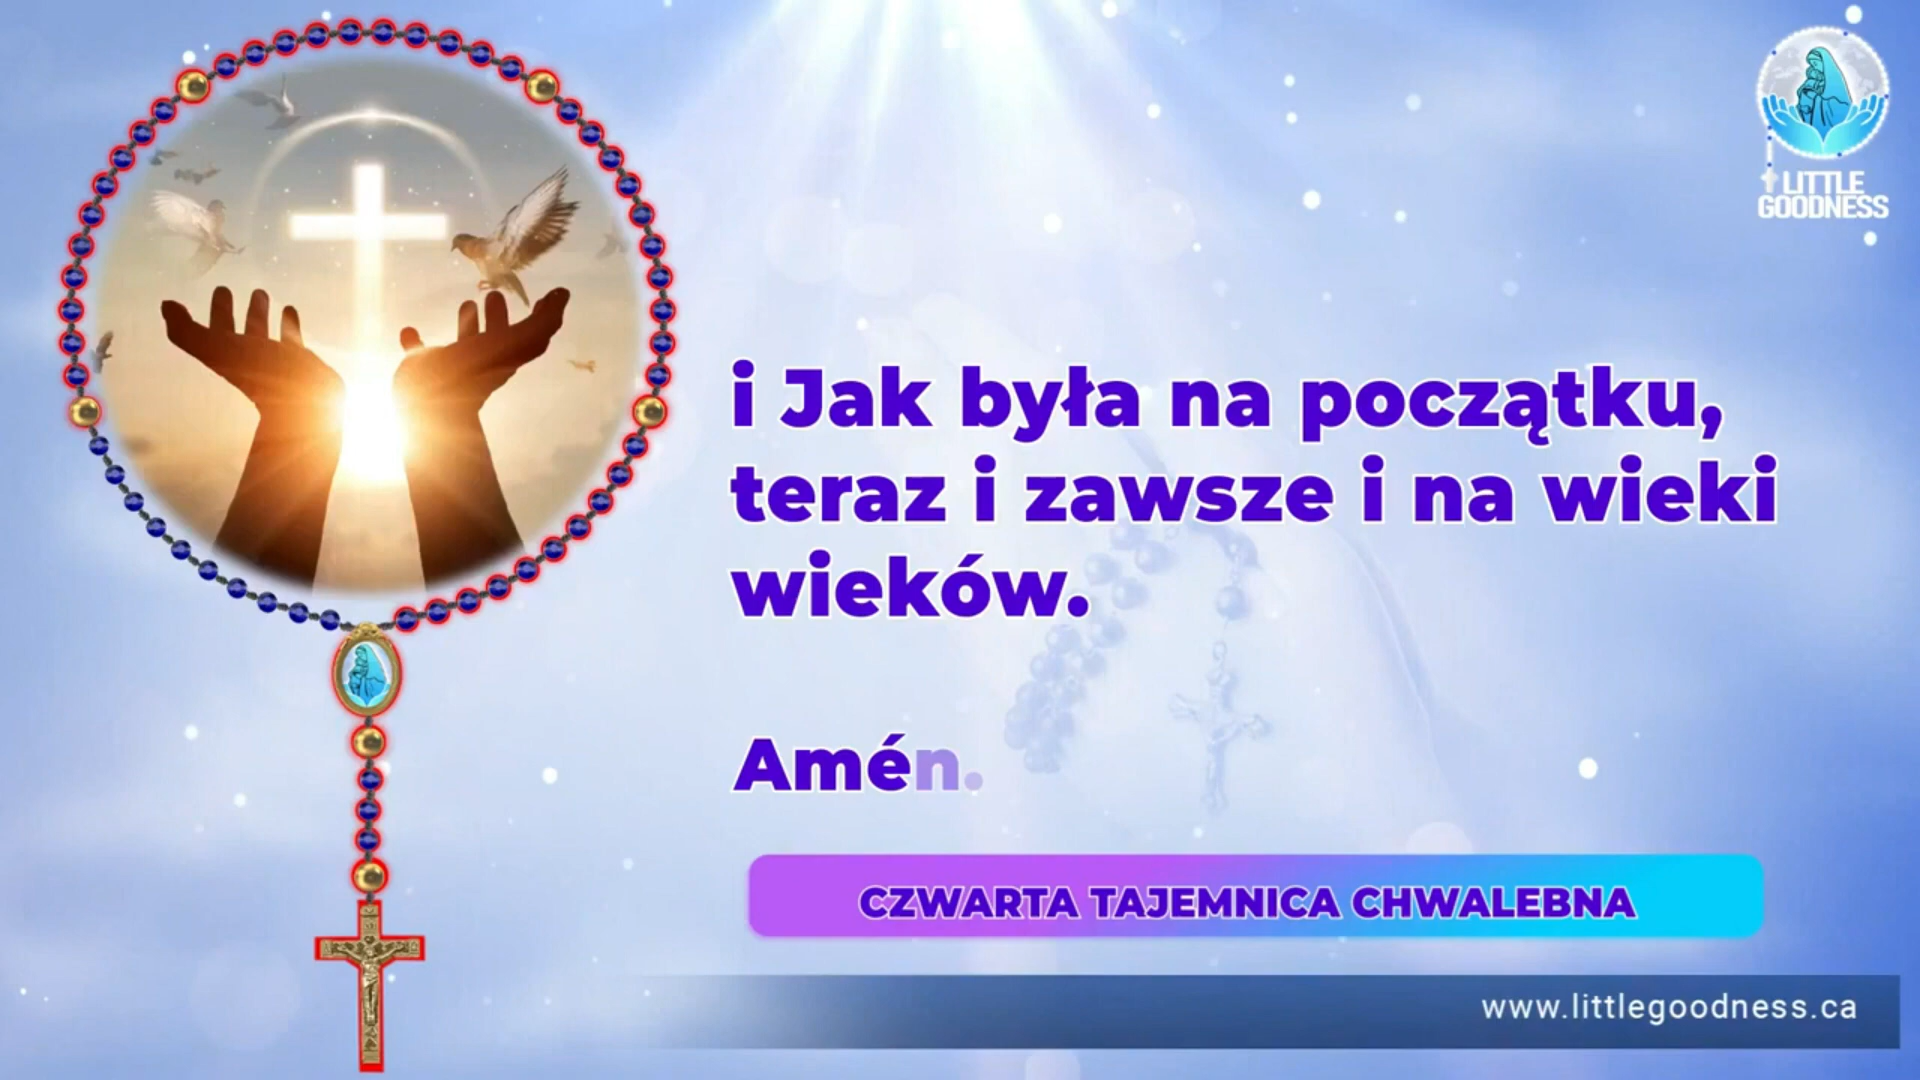 LITTLE
GOODNESS
i Jak była na początku,
teraz i zawsze i na wieki
wieków.
Amén.
CZWARTA TAJEMNICA CHWALEBNA
www.littlegoodness.ca